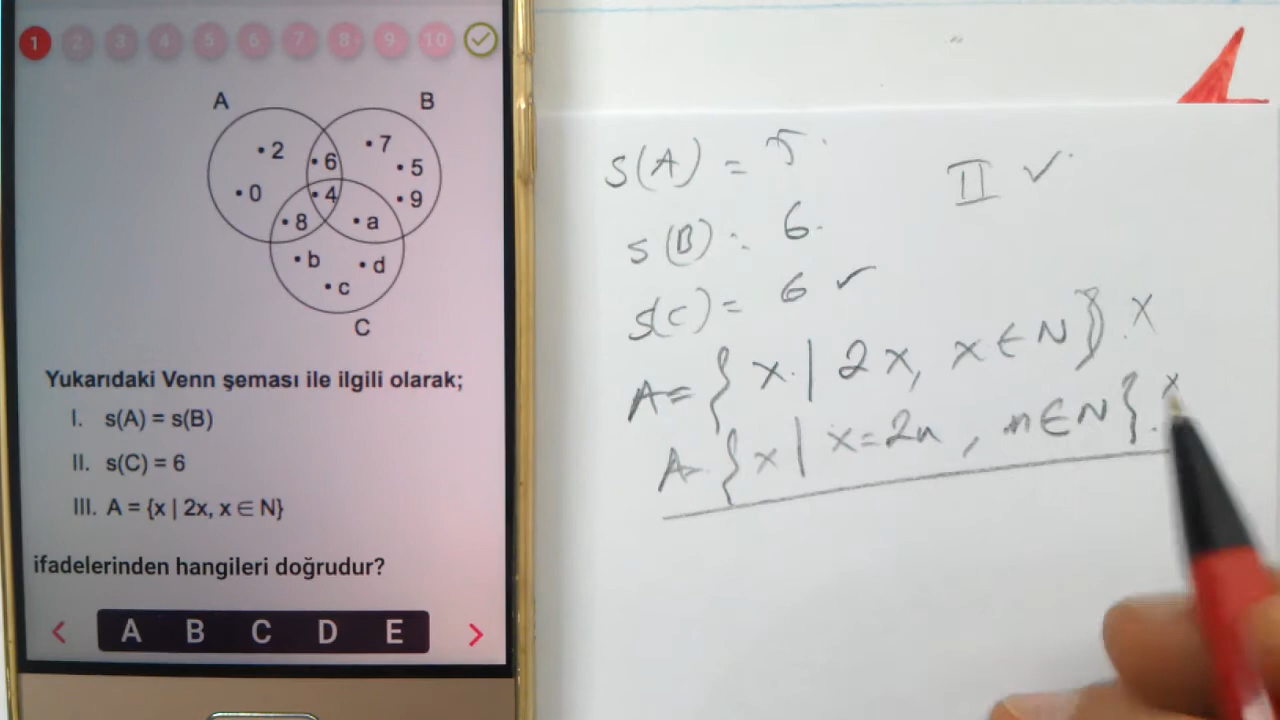 1 2 3 4 5 6 7 8 9 10
A B
2 6 7
5
0 4 9
8 a
b d
c
C
Yukarıdaki Venn şeması ile ilgili olarak;
I. s(A) = s(B)
II. s(C) = 6
III. A = {x | 2x, x ∈ N}
ifadelerinden hangileri doğrudur?
< A B C D E >
s(A) = 5
II ✓
s(B) = 6
s(C) = 6 ✓
A = {x | 2x, x ∈ N} x
A = {x | x = 2n, n ∈ N} x